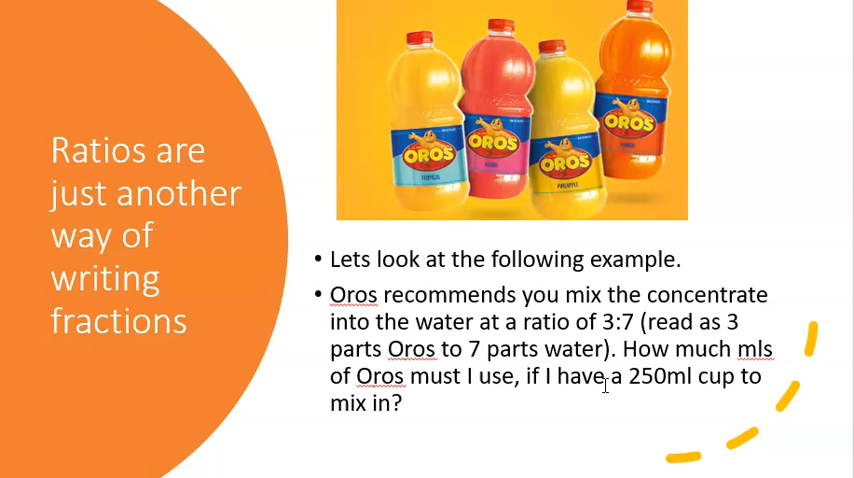 Ratios are
just another
way of
writing
fractions
OROS
OROS
OROS
OROS
TROPICAL
PINEAPPLE
• Lets look at the following example.
• Oros recommends you mix the concentrate
into the water at a ratio of 3:7 (read as 3
parts Oros to 7 parts water). How much mls
of Oros must I use, if I have a 250ml cup to
mix in?